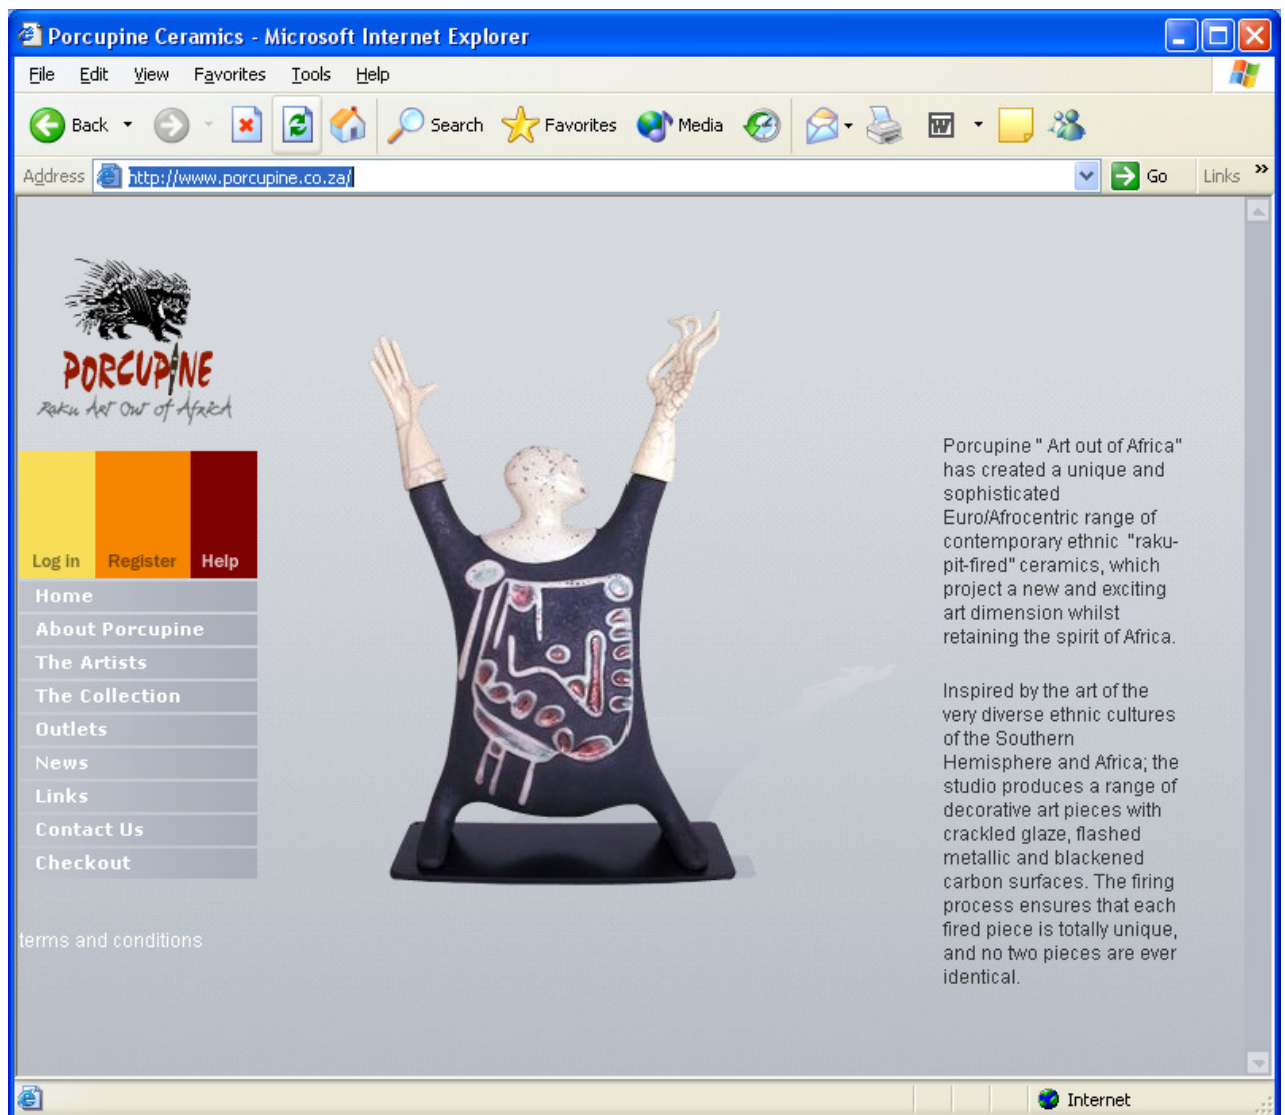 Porcupine Ceramics - Microsoft Internet Explorer
File Edit View Favorites Tools Help
Back Search Favorites Media
Address http://www.porcupine.co.za/ Go Links »
PORCUPINE
Raku Art Out of Africa
Log in Register Help
Home
About Porcupine
The Artists
The Collection
Outlets
News
Links
Contact Us
Checkout
terms and conditions
Porcupine " Art out of Africa"
has created a unique and
sophisticated
Euro/Afrocentric range of
contemporary ethnic "raku-
pit-fired" ceramics, which
project a new and exciting
art dimension whilst
retaining the spirit of Africa.
Inspired by the art of the
very diverse ethnic cultures
of the Southern
Hemisphere and Africa; the
studio produces a range of
decorative art pieces with
crackled glaze, flashed
metallic and blackened
carbon surfaces. The firing
process ensures that each
fired piece is totally unique,
and no two pieces are ever
identical.
Internet